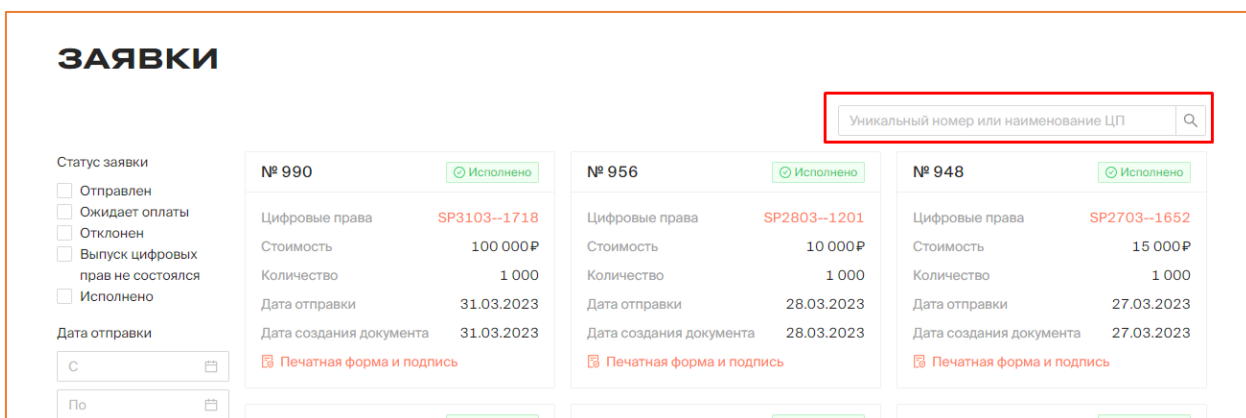 ЗАЯВКИ
Уникальный номер или наименование ЦП
Статус заявки
Отправлен
Ожидает оплаты
Отклонен
Выпуск цифровых
прав не состоялся
Исполнено
Дата отправки
С
По
№ 990
Исполнено
Цифровые права SP3103--1718
Стоимость 100 000 ₽
Количество 1 000
Дата отправки 31.03.2023
Дата создания документа 31.03.2023
Печатная форма и подпись
№ 956
Исполнено
Цифровые права SP2803--1201
Стоимость 10 000 ₽
Количество 1 000
Дата отправки 28.03.2023
Дата создания документа 28.03.2023
Печатная форма и подпись
№ 948
Исполнено
Цифровые права SP2703--1652
Стоимость 15 000 ₽
Количество 1 000
Дата отправки 27.03.2023
Дата создания документа 27.03.2023
Печатная форма и подпись